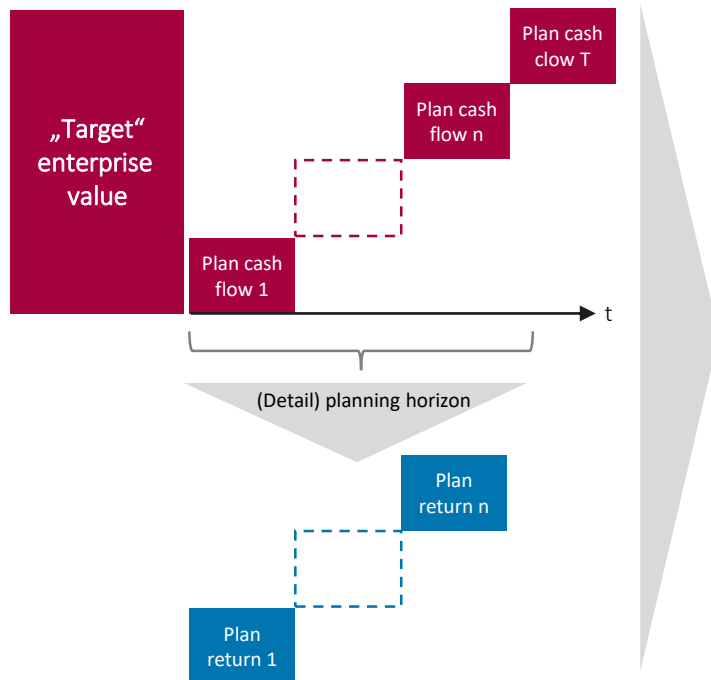 Plan cash
clow T
Plan cash
flow n
„Target“
enterprise
value
Plan cash
flow 1
t
(Detail) planning horizon
Plan
return n
Plan
return 1